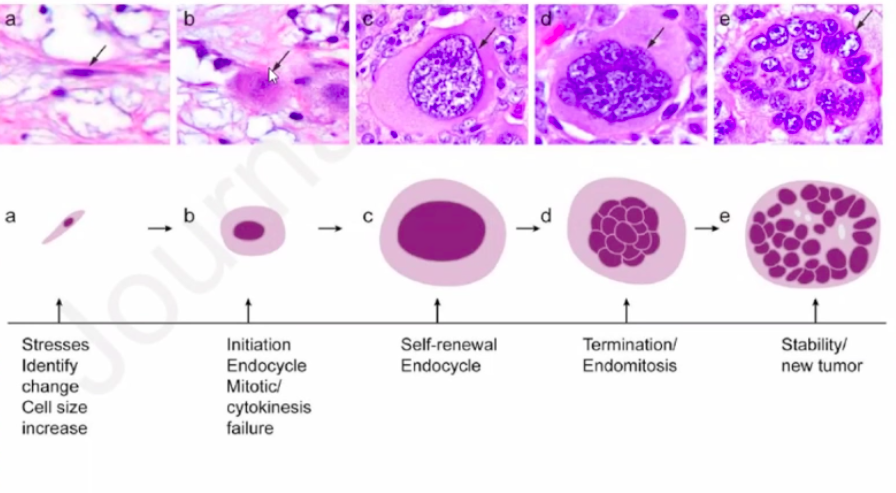 a
b
c
d
e
a
b
c
d
e
Stresses
Identify
change
Cell size
increase
Initiation
Endocycle
Mitotic/
cytokinesis
failure
Self-renewal
Endocycle
Termination/
Endomitosis
Stability/
new tumor
Journa